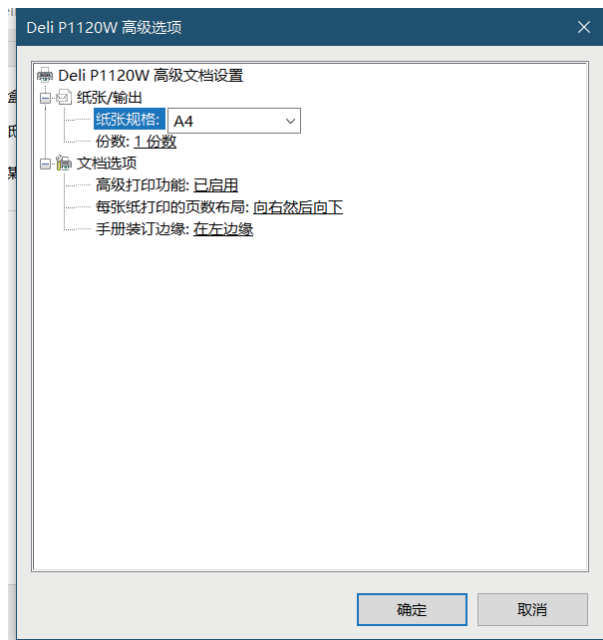 Deli P1120W 高级选项
Deli P1120W 高级文档设置
纸张/输出
纸张规格: A4
份数: 1 份数
文档选项
高级打印功能: 已启用
每张纸打印的页数布局: 向右然后向下
手册装订边缘: 在左边缘
确定
取消